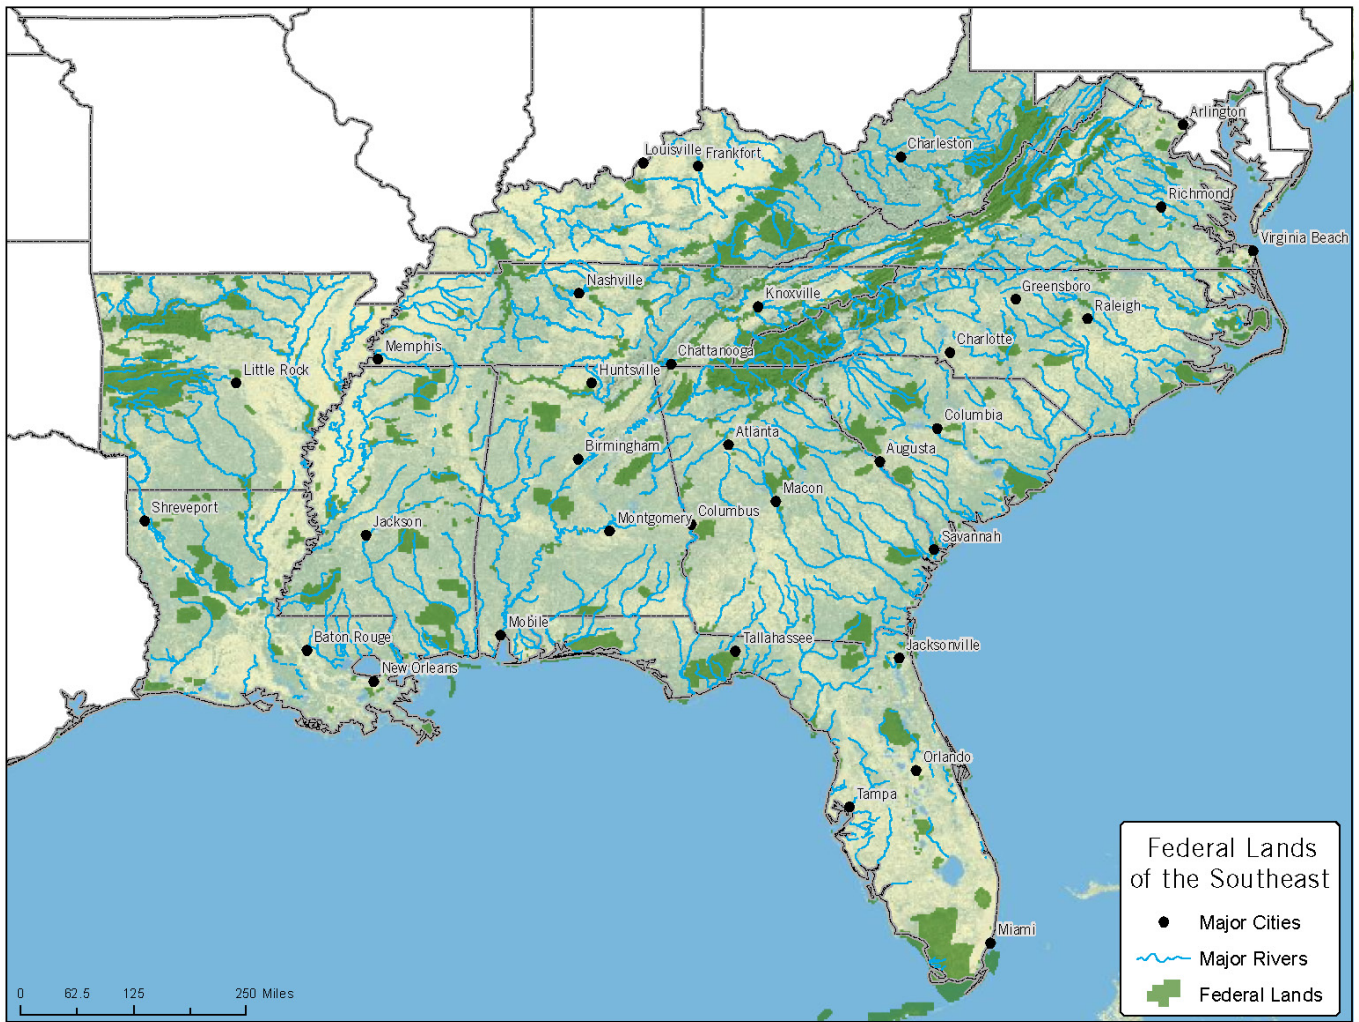 Arlington
Louisville
Frankfort
Charleston
Richmond
Virginia Beach
Nashville
Knoxville
Greensboro
Raleigh
Memphis
Chattanooga
Charlotte
Little Rock
Huntsville
Columbia
Birmingham
Atlanta
Augusta
Shreveport
Jackson
Montgomery
Columbus
Macon
Savannah
Baton Rouge
Mobile
Tallahassee
Jacksonville
New Orleans
Orlando
Tampa
Miami
Federal Lands
of the Southeast
Major Cities
Major Rivers
Federal Lands
0 62.5 125 250 Miles